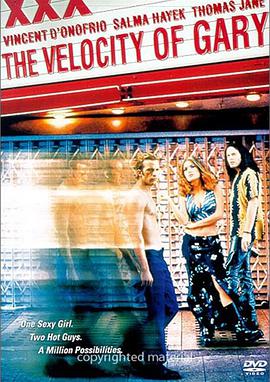 XXX
VINCENT D'ONOFRIO SALMA HAYEK THOMAS JANE
THE VELOCITY OF GARY
One Sexy Girl.
Two Hot Guys.
A Million Possibilities.
copyrighted material
DVD
VIDEO